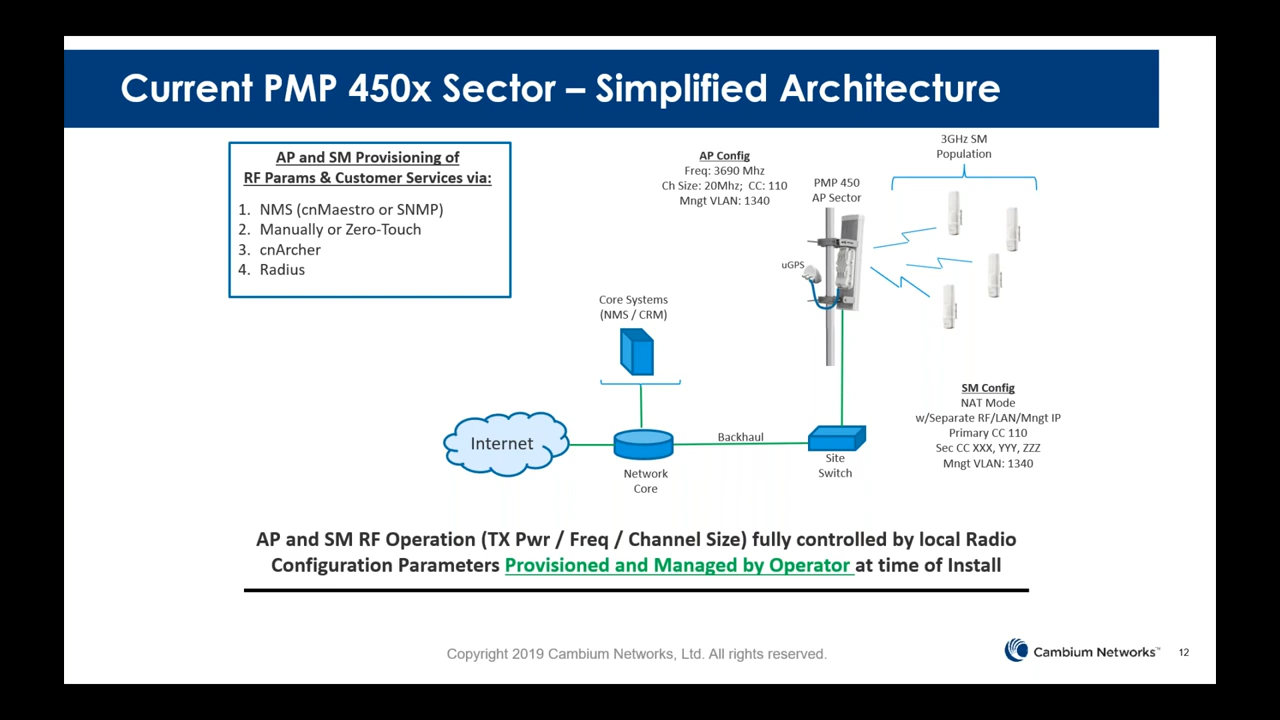 Current PMP 450x Sector – Simplified Architecture
AP and SM Provisioning of
RF Params & Customer Services via:
1. NMS (cnMaestro or SNMP)
2. Manually or Zero-Touch
3. cnArcher
4. Radius
AP Config
Freq: 3690 Mhz
Ch Size: 20Mhz; CC: 110
Mngt VLAN: 1340
PMP 450
AP Sector
3GHz SM
Population
uGPS
Core Systems
(NMS / CRM)
SM Config
NAT Mode
w/Separate RF/LAN/Mngt IP
Primary CC 110
Sec CC XXX, YYY, ZZZ
Mngt VLAN: 1340
Internet
Network
Core
Backhaul
Site
Switch
AP and SM RF Operation (TX Pwr / Freq / Channel Size) fully controlled by local Radio
Configuration Parameters Provisioned and Managed by Operator at time of Install
Copyright 2019 Cambium Networks, Ltd. All rights reserved.
Cambium Networks™
12